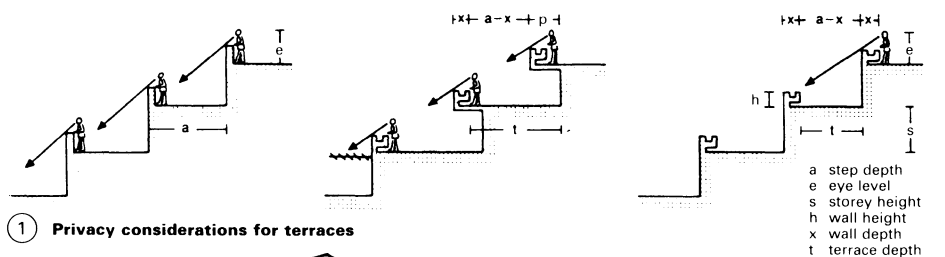 e
a
x a-x p
t
x a-x x
e
h
t
s
a step depth
e eye level
s storey height
h wall height
x wall depth
t terrace depth
1 Privacy considerations for terraces